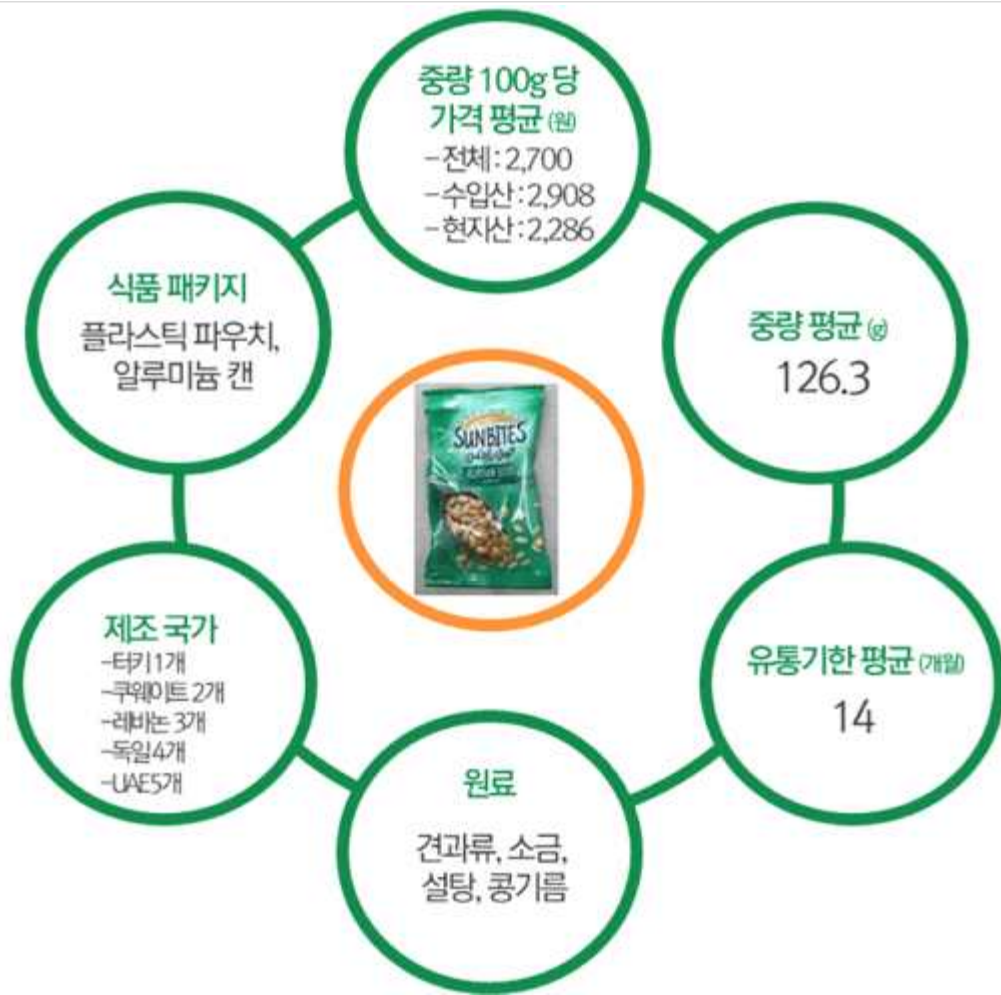 중량 100g 당
가격 평균 (원)
-전체 : 2,700
-수입산 : 2,908
-현지산 : 2,286
중량 평균 (g)
126.3
유통기한 평균 (개월)
14
원료
견과류, 소금,
설탕, 콩기름
제조 국가
-터키 1개
-쿠웨이트 2개
-레바논 3개
-독일 4개
-UAE 5개
식품 패키지
플라스틱 파우치,
알루미늄 캔
SUNBITES